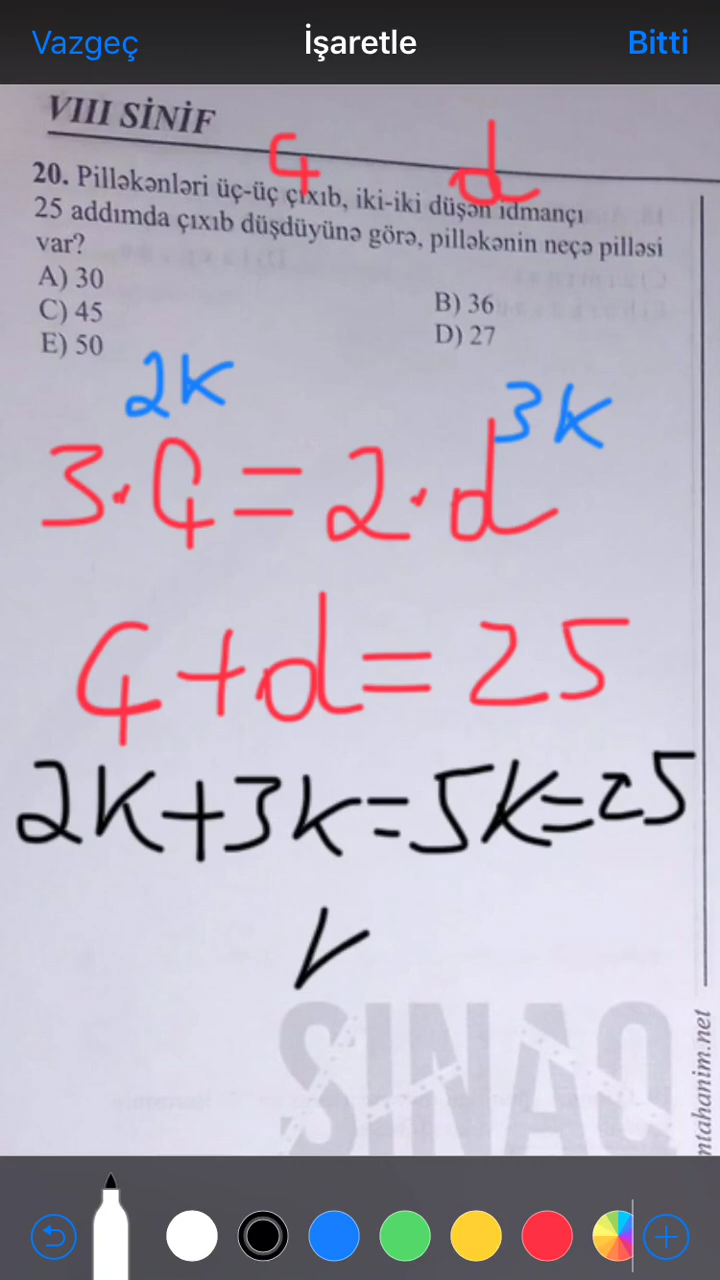 Vazgeç İşaretle Bitti
VIII SİNİF
ç d
20. Pilləkənləri üç-üç çıxıb, iki-iki düşən idmançı
25 addımda çıxıb düşdüyünə görə, pilləkənin neçə pilləsi
var?
A) 30
B) 36
C) 45
D) 27
E) 50
2k 3k
3·ç=2·d
ç+d=25
2k+3k=5k=25
SINAQ
ntahanim.net